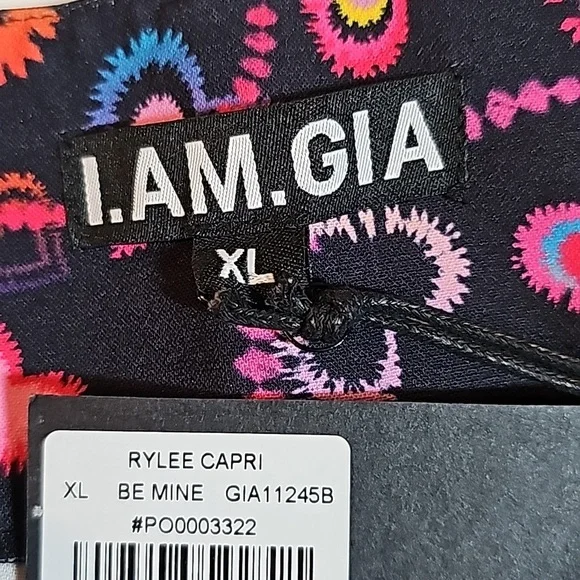 I.AM.GIA
XL
RYLEE CAPRI
XL BE MINE GIA11245B
#PO0003322